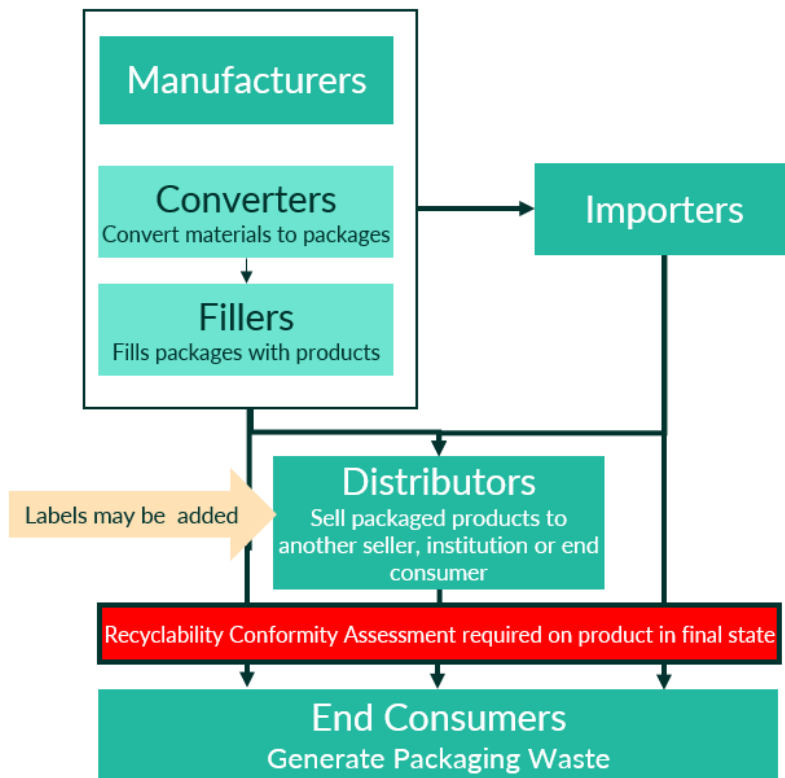 Manufacturers
Converters
Convert materials to packages
Importers
Fillers
Fills packages with products
Distributors
Sell packaged products to
another seller, institution or end
consumer
Labels may be added
Recyclability Conformity Assessment required on product in final state
End Consumers
Generate Packaging Waste